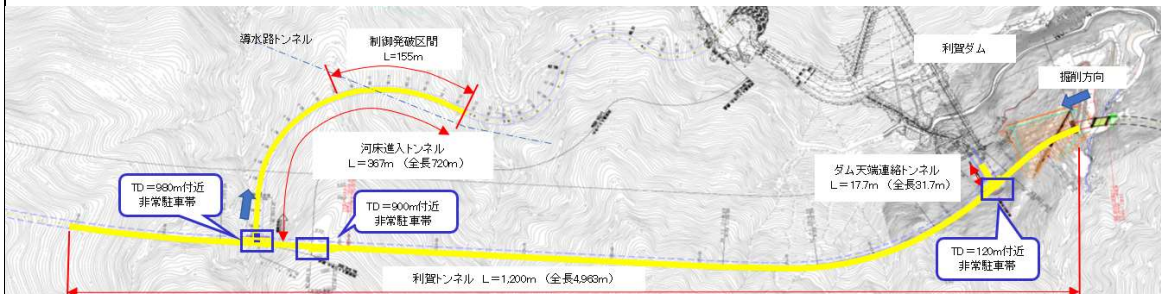 導水路トンネル
制御発破区間
L=155m
利賀ダム
掘削方向
河床進入トンネル
L=367m （全長720m）
ダム天端連絡トンネル
L=17.7m （全長31.7m）
TD=980m付近
非常駐車帯
TD=900m付近
非常駐車帯
TD=120m付近
非常駐車帯
利賀トンネル L=1,200m （全長4,963m）